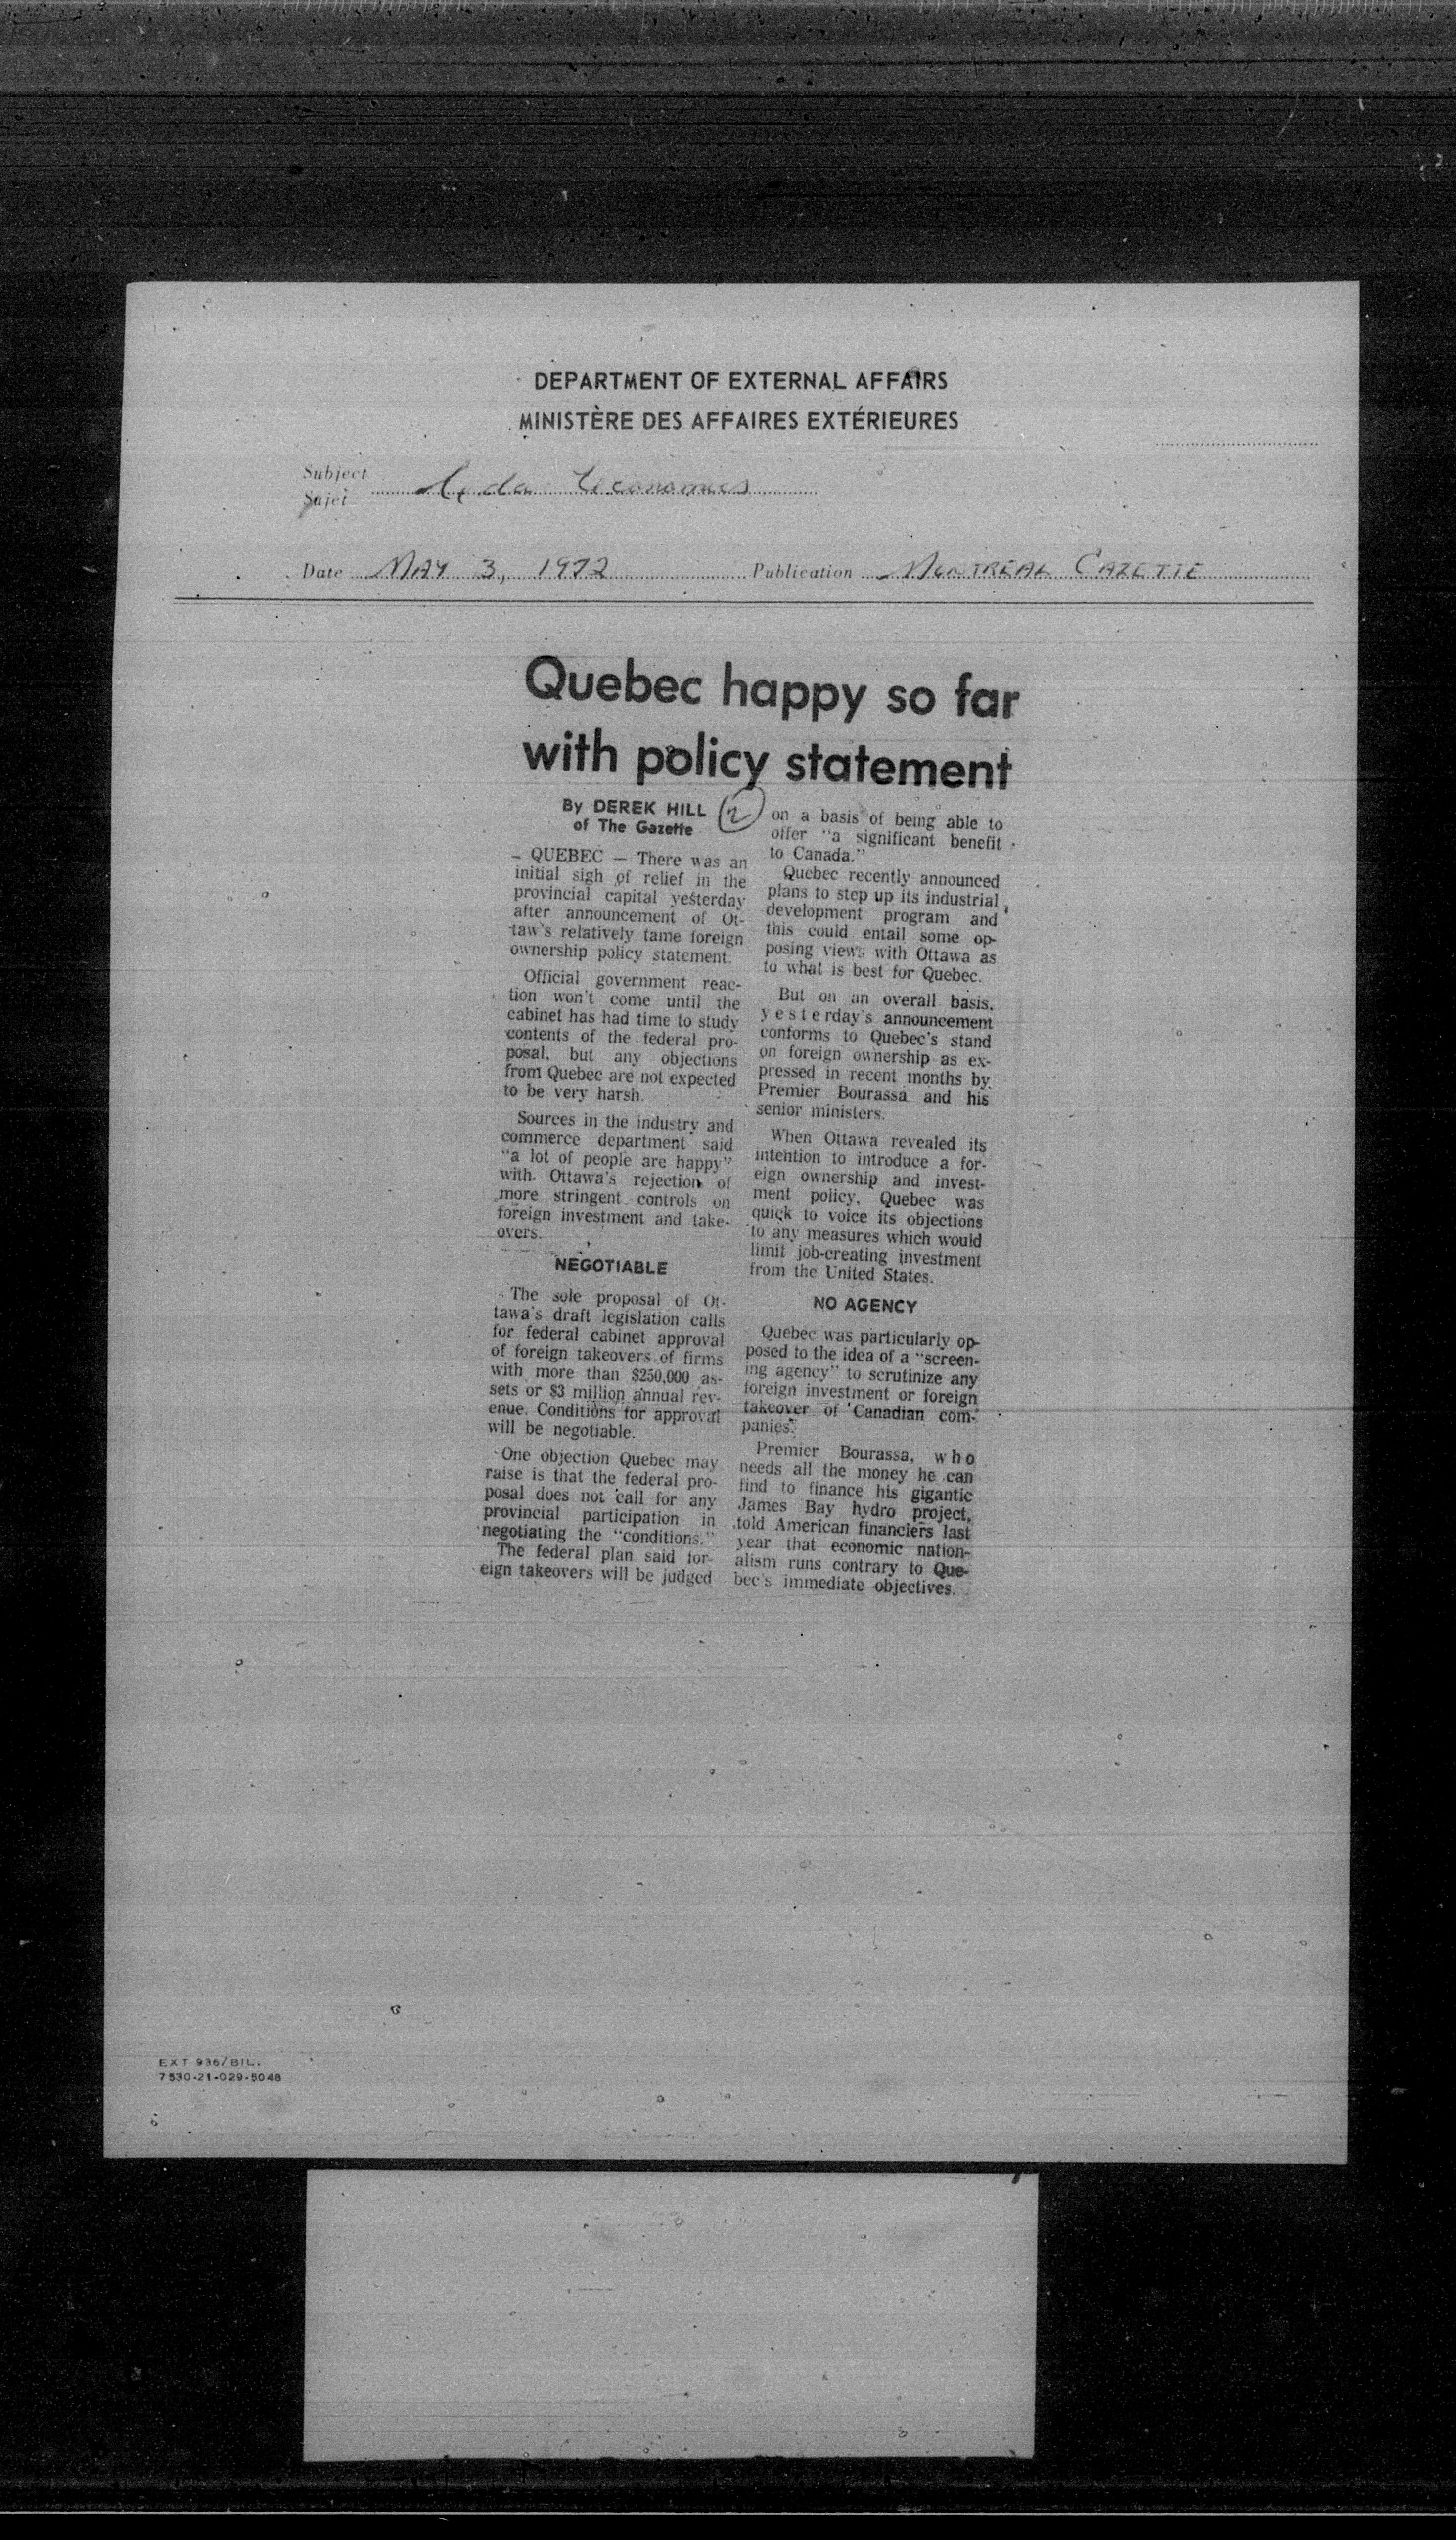 DEPARTMENT OF EXTERNAL AFFAIRS
MINISTÈRE DES AFFAIRES EXTÉRIEURES
Subject
Sujet
Cda Economics
Date MAY 3, 1972 Publication MONTREAL GAZETTE
Quebec happy so far
with policy statement
By DEREK HILL
of The Gazette
2
– QUEBEC — There was an
initial sigh of relief in the
provincial capital yesterday
after announcement of Ot-
taw's relatively tame foreign
ownership policy statement.
Official government reac-
tion won't come until the
cabinet has had time to study
contents of the federal pro-
posal, but any objections
from Quebec are not expected
to be very harsh.
Sources in the industry and
commerce department said
"a lot of people are happy"
with Ottawa's rejection of
more stringent controls on
foreign investment and take-
overs.
NEGOTIABLE
The sole proposal of Ot-
tawa's draft legislation calls
for federal cabinet approval
of foreign takeovers of firms
with more than $250,000 as-
sets or $3 million annual rev-
enue. Conditions for approval
will be negotiable.
One objection Quebec may
raise is that the federal pro-
posal does not call for any
provincial participation in
negotiating the "conditions."
The federal plan said for-
eign takeovers will be judged
on a basis of being able to
offer "a significant benefit
to Canada."
Quebec recently announced
plans to step up its industrial
development program and
this could entail some op-
posing views with Ottawa as
to what is best for Quebec.
But on an overall basis,
yesterday's announcement
conforms to Quebec's stand
on foreign ownership as ex-
pressed in recent months by
Premier Bourassa and his
senior ministers.
When Ottawa revealed its
intention to introduce a for-
eign ownership and invest-
ment policy, Quebec was
quick to voice its objections
to any measures which would
limit job-creating investment
from the United States.
NO AGENCY
Quebec was particularly op-
posed to the idea of a "screen-
ing agency" to scrutinize any
foreign investment or foreign
takeover of Canadian com-
panies.
Premier Bourassa, who
needs all the money he can
find to finance his gigantic
James Bay hydro project,
told American financiers last
year that economic nation-
alism runs contrary to Que-
bec's immediate objectives.
EXT 936/BIL.
7530-21-029-5048